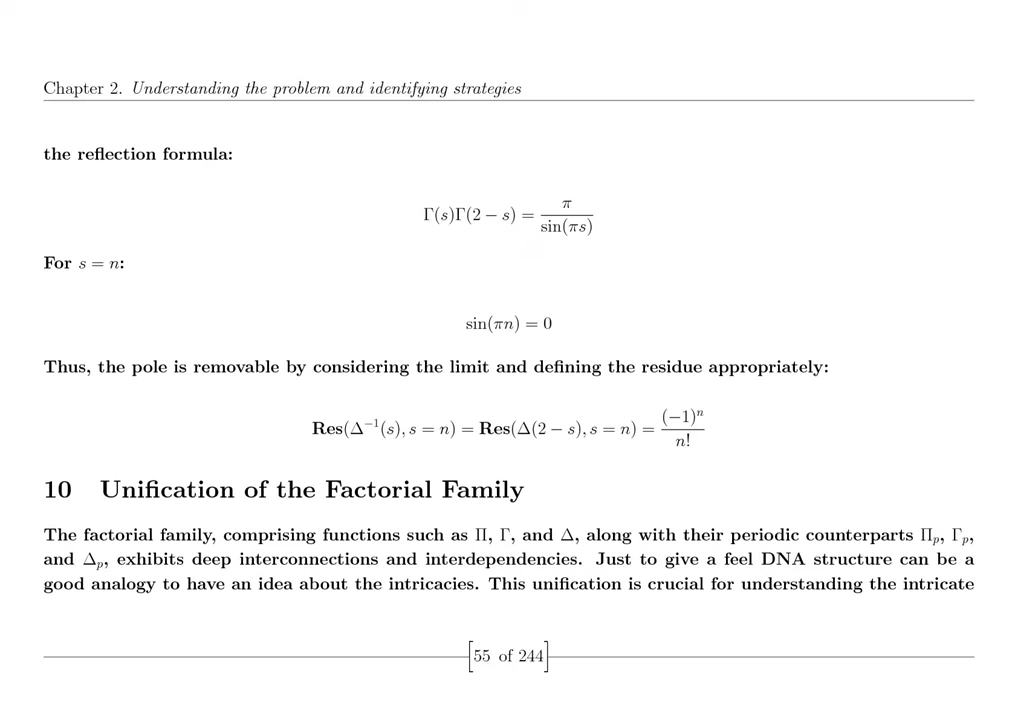 Chapter 2. Understanding the problem and identifying strategies
the reflection formula:
Γ(s)Γ(2 − s) = π / sin(πs)
For s = n:
sin(πn) = 0
Thus, the pole is removable by considering the limit and defining the residue appropriately:
Res(Δ⁻¹(s), s = n) = Res(Δ(2 − s), s = n) = (−1)ⁿ / n!
10 Unification of the Factorial Family
The factorial family, comprising functions such as Π, Γ, and Δ, along with their periodic counterparts Πₚ, Γₚ,
and Δₚ, exhibits deep interconnections and interdependencies. Just to give a feel DNA structure can be a
good analogy to have an idea about the intricacies. This unification is crucial for understanding the intricate
[55 of 244]